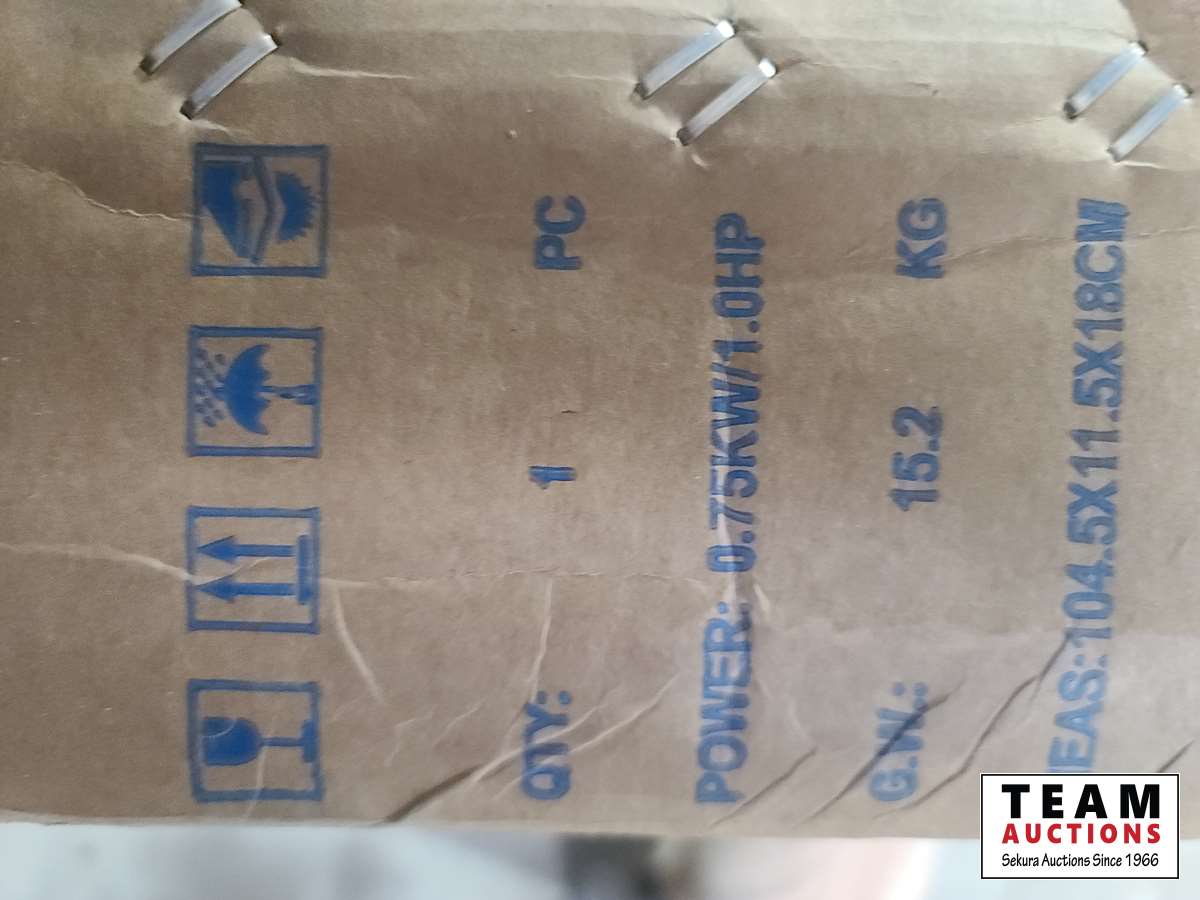 QTY: 1 PC
POWER: 0.75KW/1.0HP
G.W.: 15.2 KG
EAS:104.5X11.5X18CM
TEAM
AUCTIONS
Sekura Auctions Since 1966